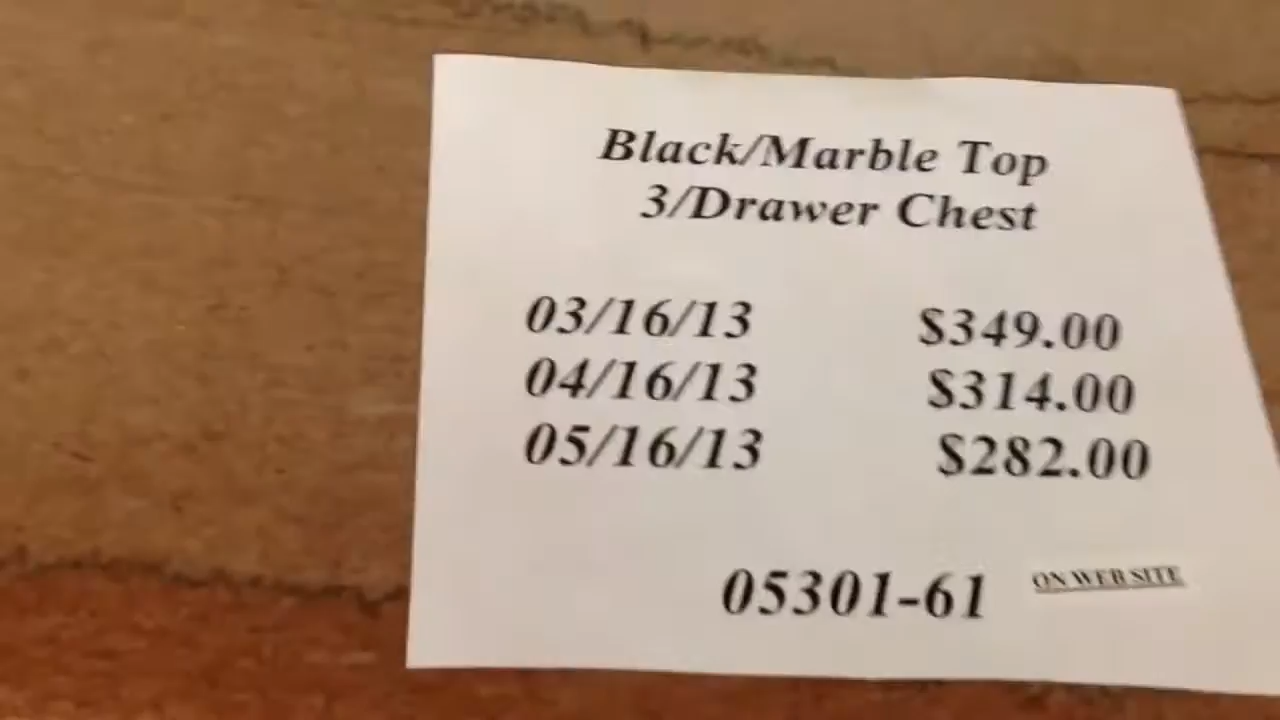 Black/Marble Top
3/Drawer Chest
03/16/13 $349.00
04/16/13 $314.00
05/16/13 $282.00
05301-61 ON WEB SITE